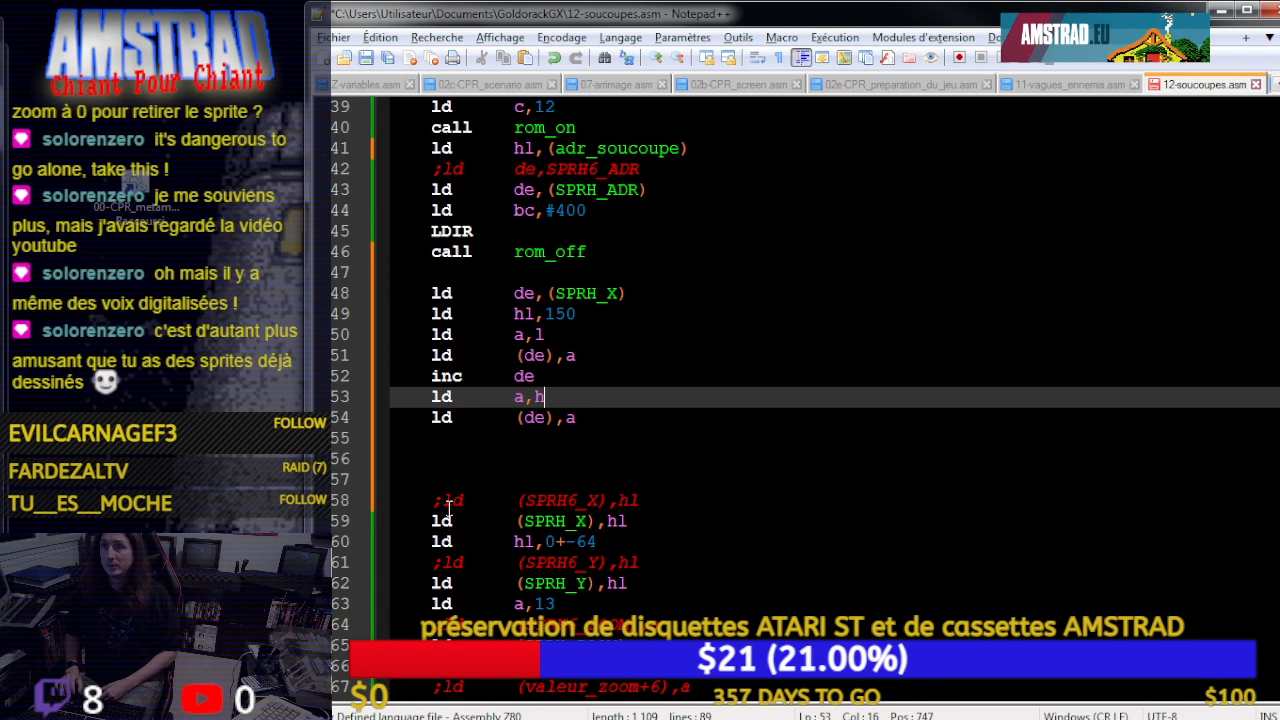 AMSTRAD
Chiant Pour Chiant
zoom à 0 pour retirer le sprite ?
solorenzero it's dangerous to
go alone, take this !
solorenzero je me souviens
plus, mais j'avais regardé la vidéo
youtube
solorenzero oh mais il y a
même des voix digitalisées !
solorenzero c'est d'autant plus
amusant que tu as des sprites déjà
dessinés
EVILCARNAGEF3 FOLLOW
FARDEZALTV RAID (7)
TU__ES__MOCHE FOLLOW
8 0
*C:\Users\Utilisateur\Documents\GoldorackGX\12-soucoupes.asm - Notepad++
Fichier Édition Recherche Affichage Encodage Langage Paramètres Outils Macro Exécution Modules d'extension
AMSTRAD.EU
Z-variables.asm 02c-CPR_scenario.asm 07-arrimage.asm 02b-CPR_screen.asm 02e-CPR_preparation_du_jeu.asm 11-vagues_ennemis.asm 12-soucoupes.asm
39 ld c,12
40 call rom_on
41 ld hl,(adr_soucoupe)
42 ;ld de,SPRH6_ADR
43 ld de,(SPRH_ADR)
44 ld bc,#400
45 LDIR
46 call rom_off
47
48 ld de,(SPRH_X)
49 ld hl,150
50 ld a,l
51 ld (de),a
52 inc de
53 ld a,h
54 ld (de),a
55
56
57
58 ;ld (SPRH6_X),hl
59 ld (SPRH_X),hl
60 ld hl,0+-64
61 ;ld (SPRH6_Y),hl
62 ld (SPRH_Y),hl
63 ld a,13
préservation de disquettes ATARI ST et de cassettes AMSTRAD
65
66
$21 (21.00%)
67 ;ld (valeur_zoom+6),a
$0 357 DAYS TO GO $100
Defined language file - Assembly Z80 length : 1 109 lines : 89 Ln : 53 Col : 16 Pos : 747 Windows (CR LF) UTF-8 INS